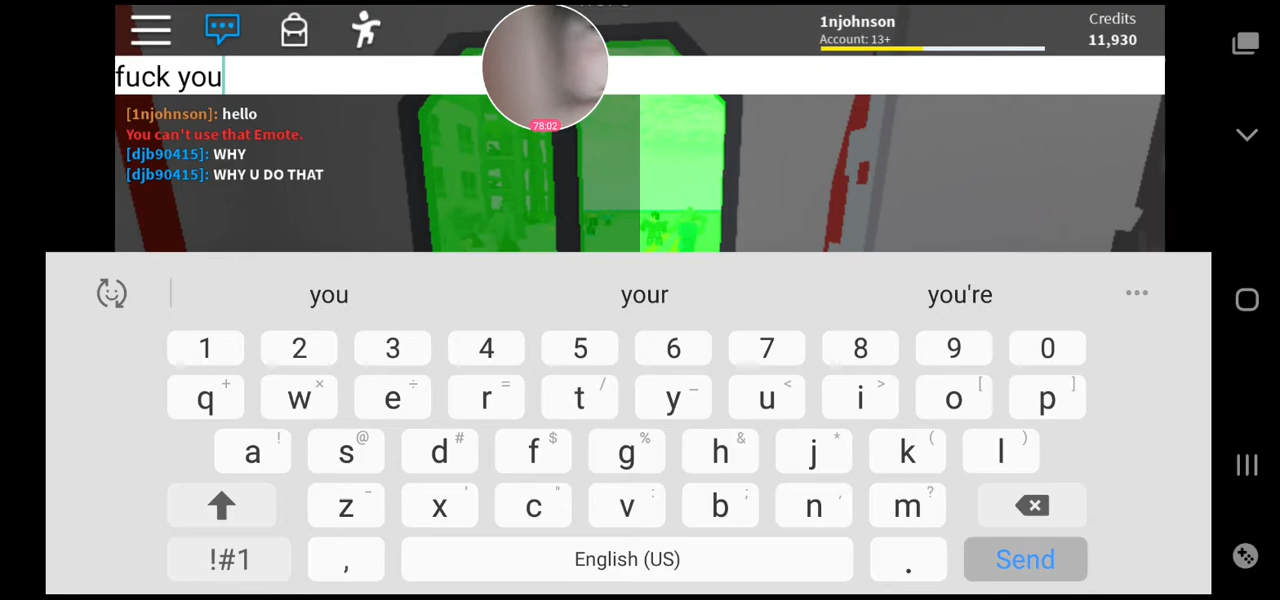 1njohnson
Account: 13+
Credits
11,930
fuck you
78:02
[1njohnson]: hello
You can't use that Emote.
[djb90415]: WHY
[djb90415]: WHY U DO THAT
you your you're
1 2 3 4 5 6 7 8 9 0
q + w × e ÷ r = t / y _ u < i > o [ p ]
a ! s @ d # f $ g % h & j * k ( l )
z - x ' c " v : b ; n , m ?
!#1 , English (US) . Send